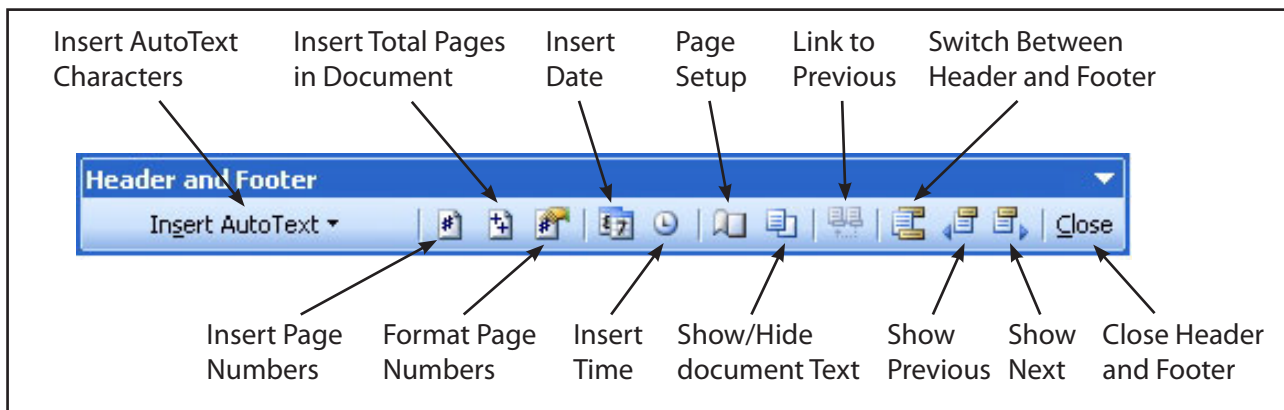 Insert AutoText Insert Total Pages Insert Page Link to Switch Between
Characters in Document Date Setup Previous Header and Footer
Header and Footer
Insert AutoText Close
Insert Page Format Page Insert Show/Hide Show Show Close Header
Numbers Numbers Time document Text Previous Next and Footer